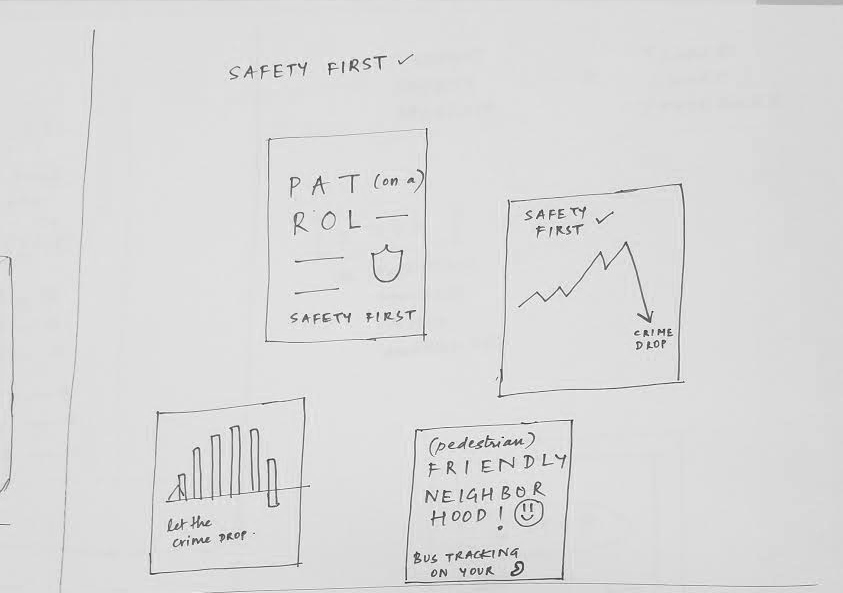 SAFETY FIRST ✓
PAT (on a)
ROL —
SAFETY FIRST
SAFETY ✓
FIRST
CRIME
DROP
let the
crime DROP.
(pedestrian)
FRIENDLY
NEIGHBOR
HOOD!
BUS TRACKING
ON YOUR